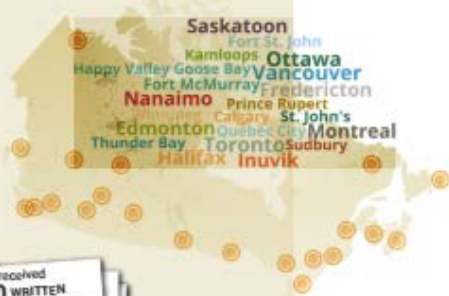 Saskatoon
Fort St. John
Kamloops Ottawa
Happy Valley Goose Bay Vancouver
Fort McMurray Fredericton
Nanaimo Prince Rupert
Winnipeg Calgary St. John's
Edmonton Québec City Montreal
Thunder Bay Toronto Sudbury
Halifax Inuvik
received
WRITTEN